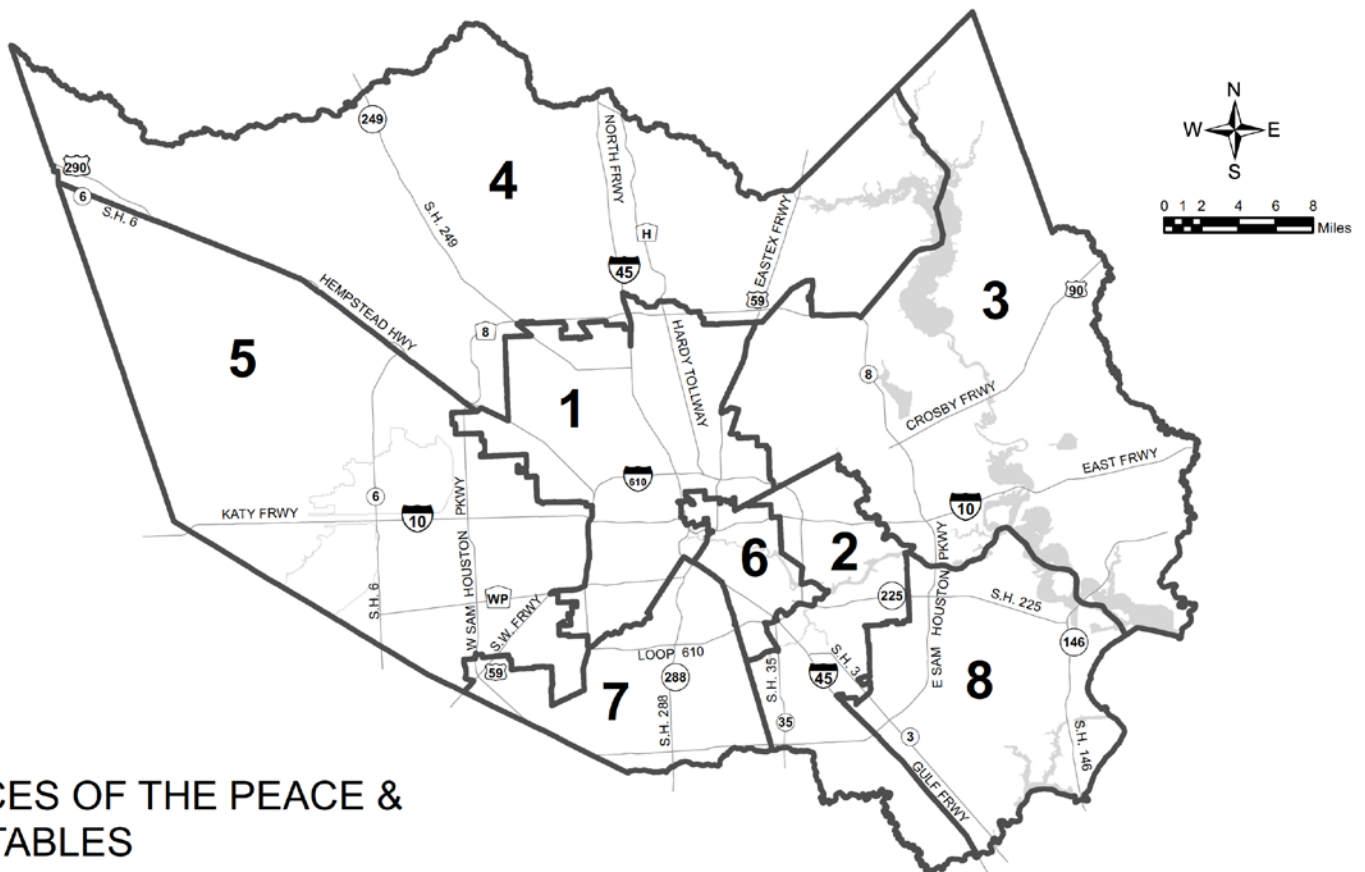 N
W E
S
0 1 2 4 6 8
Miles
249
290
6
S.H. 6
4
NORTH FRWY
S.H. 249
H
EASTEX FRWY
45
59
3
90
HEMPSTEAD HWY
8
5
HARDY TOLLWAY
8
1
CROSBY FRWY
610
EAST FRWY
6
KATY FRWY
10
W SAM HOUSTON PKWY
10
E SAM HOUSTON PKWY
6
2
WP
225
S.H. 225
S.H. 6
S.W. FRWY
146
59
LOOP 610
S.H. 35
S.H. 3
45
8
288
7
S.H. 288
35
3
S.H. 146
GULF FRWY
CES OF THE PEACE &
TABLES